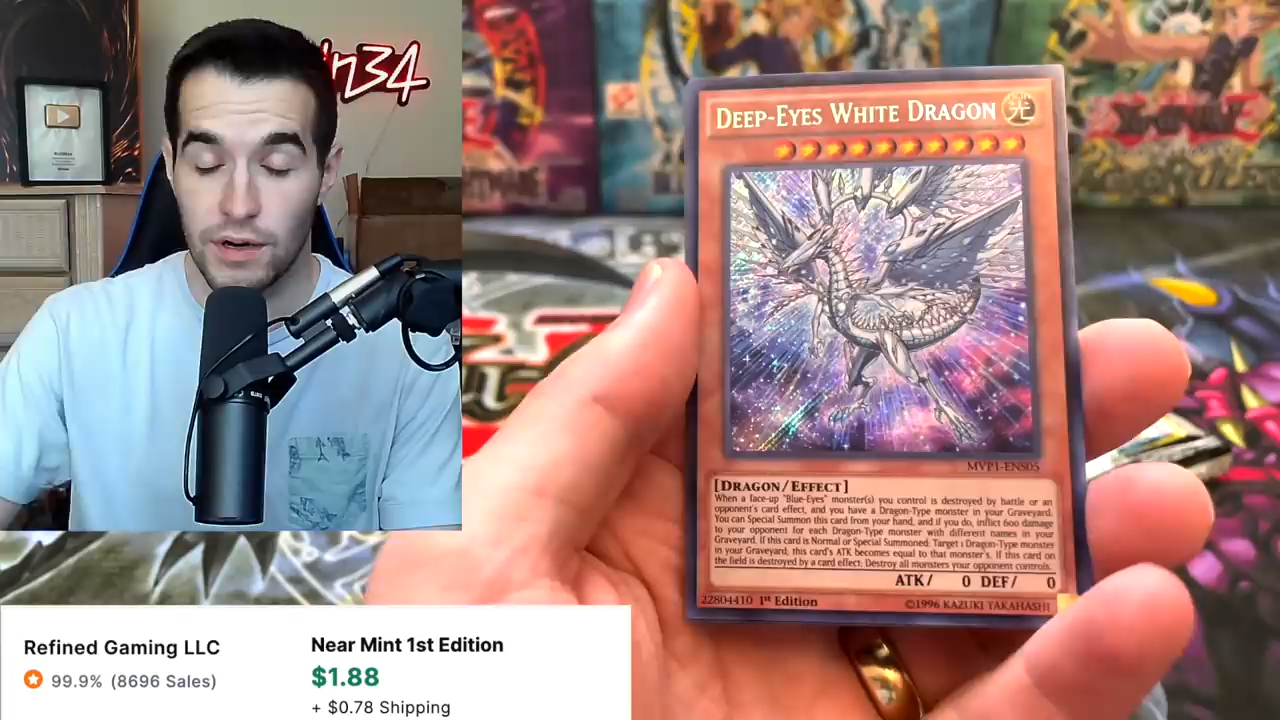 r34
DEEP-EYES WHITE DRAGON
光
MVP1-ENS05
[DRAGON/EFFECT]
When a face-up "Blue-Eyes" monster(s) you control is destroyed by battle or an
opponent's card effect, and you have a Dragon-Type monster in your Graveyard:
You can Special Summon this card from your hand, and if you do, inflict 600 damage
to your opponent for each Dragon-Type monster with different names in your
Graveyard. If this card is Normal or Special Summoned: Target 1 Dragon-Type monster
in your Graveyard; this card's ATK becomes equal to that monster's. If this card on
the field is destroyed by a card effect: Destroy all monsters your opponent controls.
ATK/ 0 DEF/ 0
22804410 1st Edition
©1996 KAZUKI TAKAHASHI
Refined Gaming LLC
99.9% (8696 Sales)
Near Mint 1st Edition
$1.88
+ $0.78 Shipping